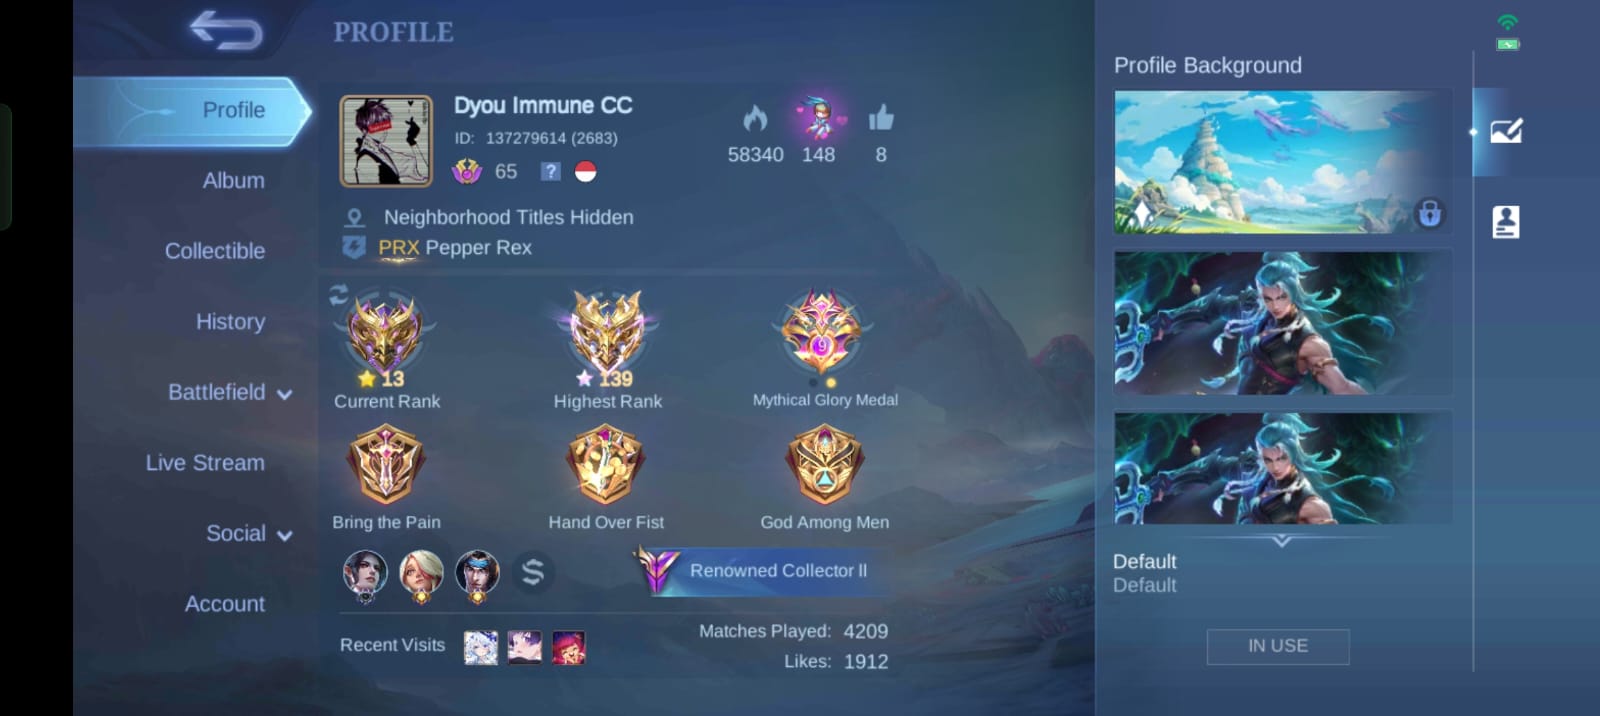 PROFILE
Profile
Album
Collectible
History
Battlefield
Live Stream
Social
Account
Dyou Immune CC
ID: 137279614 (2683)
65
?
58340
148
8
Neighborhood Titles Hidden
PRX Pepper Rex
13
Current Rank
139
Highest Rank
9
Mythical Glory Medal
Bring the Pain
Hand Over Fist
God Among Men
Renowned Collector II
Recent Visits
Matches Played: 4209
Likes: 1912
Profile Background
Default
Default
IN USE